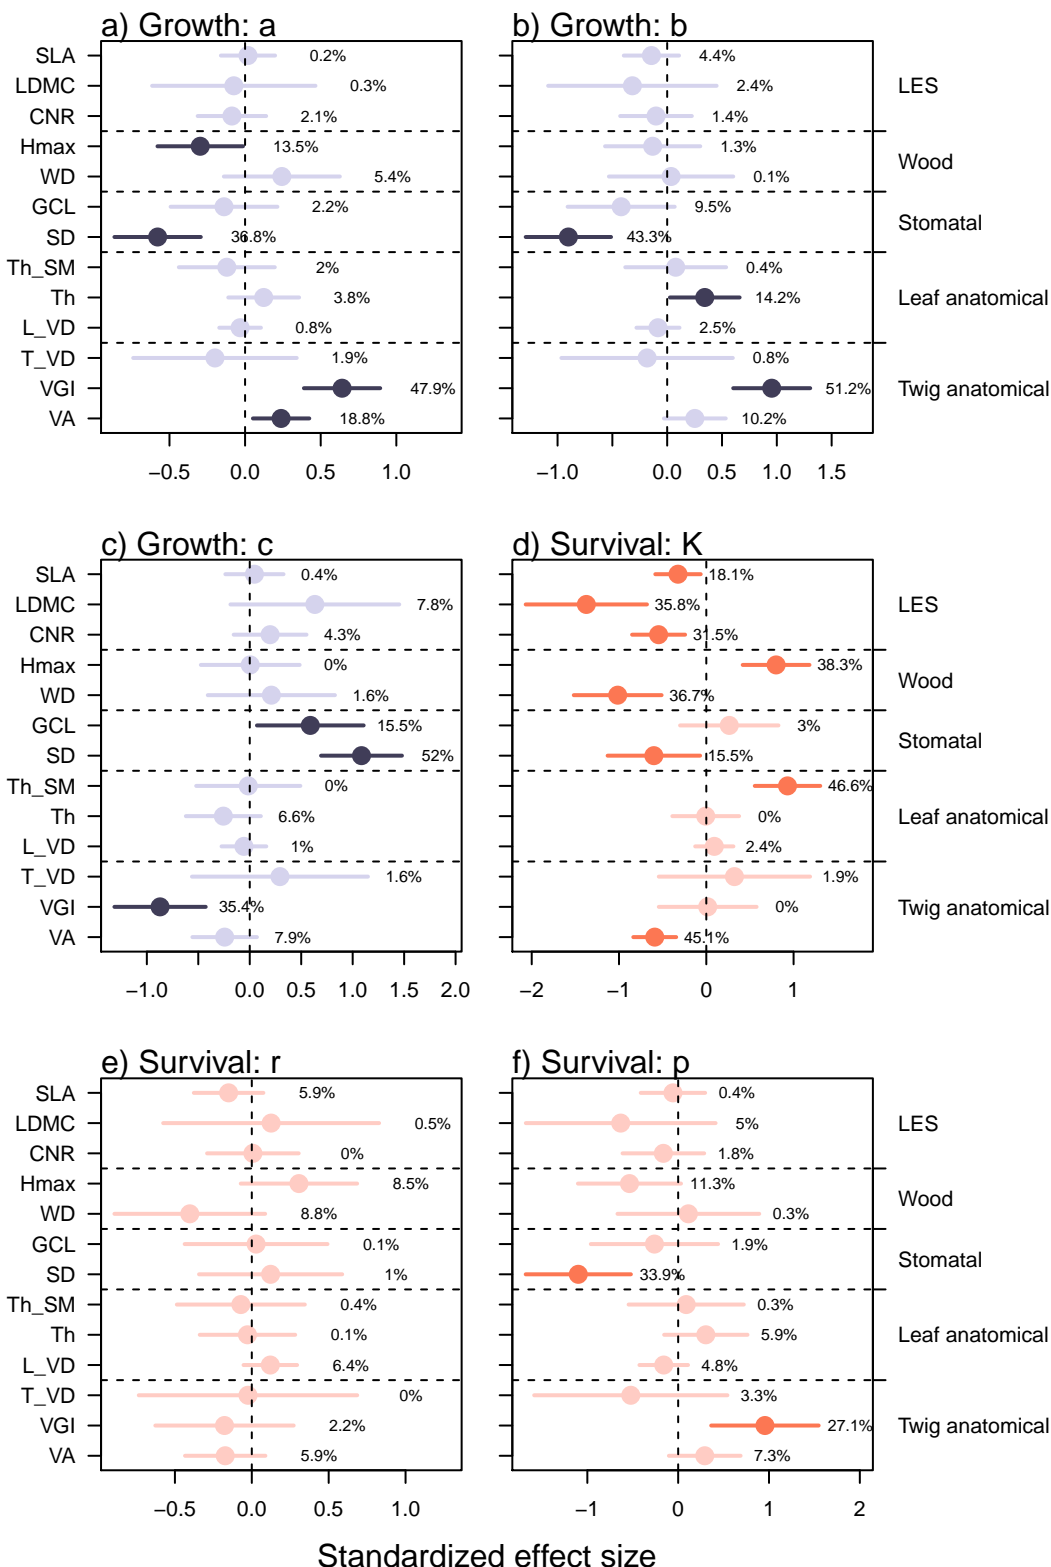 a) Growth: a
b) Growth: b
SLA 0.2% 4.4%
LDMC 0.3% 2.4% LES
CNR 2.1% 1.4%
Hmax 13.5% 1.3%
Wood
WD 5.4% 0.1%
GCL 2.2% 9.5%
Stomatal
SD 36.8% 43.3%
Th_SM 2% 0.4%
Th 3.8% 14.2% Leaf anatomical
L_VD 0.8% 2.5%
T_VD 1.9% 0.8%
VGI 47.9% 51.2% Twig anatomical
VA 18.8% 10.2%
−0.5 0.0 0.5 1.0 −1.0 0.0 1.0 1.5
c) Growth: c
d) Survival: K
SLA 0.4% 18.1%
LDMC 7.8% 35.8% LES
CNR 4.3% 31.5%
Hmax 0% 38.3%
Wood
WD 1.6% 36.7%
GCL 15.5% 3%
Stomatal
SD 52% 15.5%
Th_SM 0% 46.6%
Th 6.6% 0% Leaf anatomical
L_VD 1% 2.4%
T_VD 1.6% 1.9%
VGI 35.4% 0% Twig anatomical
VA 7.9% 45.1%
−1.0 0.0 0.5 1.0 1.5 2.0 −2 −1 0 1
e) Survival: r
f) Survival: p
SLA 5.9% 0.4%
LDMC 0.5% 5% LES
CNR 0% 1.8%
Hmax 8.5% 11.3%
Wood
WD 8.8% 0.3%
GCL 0.1% 1.9%
Stomatal
SD 1% 33.9%
Th_SM 0.4% 0.3%
Th 0.1% 5.9% Leaf anatomical
L_VD 6.4% 4.8%
T_VD 0% 3.3%
VGI 2.2% 27.1% Twig anatomical
VA 5.9% 7.3%
−0.5 0.0 0.5 1.0 −1 0 1 2
Standardized effect size